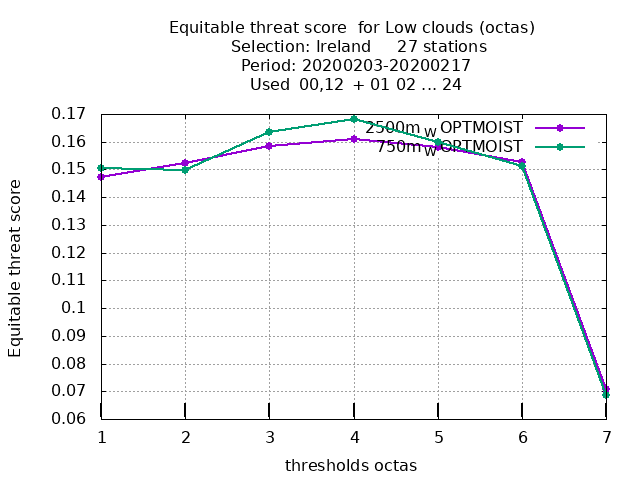 Equitable threat score  for Low clouds (octas)
Selection: Ireland     27 stations
Period: 20200203-20200217
Used  00,12  + 01 02 ... 24
2500m W OPTMOIST
750m W OPTMOIST
0.17
0.16
0.15
0.14
0.13
0.12
0.11
0.1
0.09
0.08
0.07
0.06
Equitable threat score
1 2 3 4 5 6 7
thresholds octas